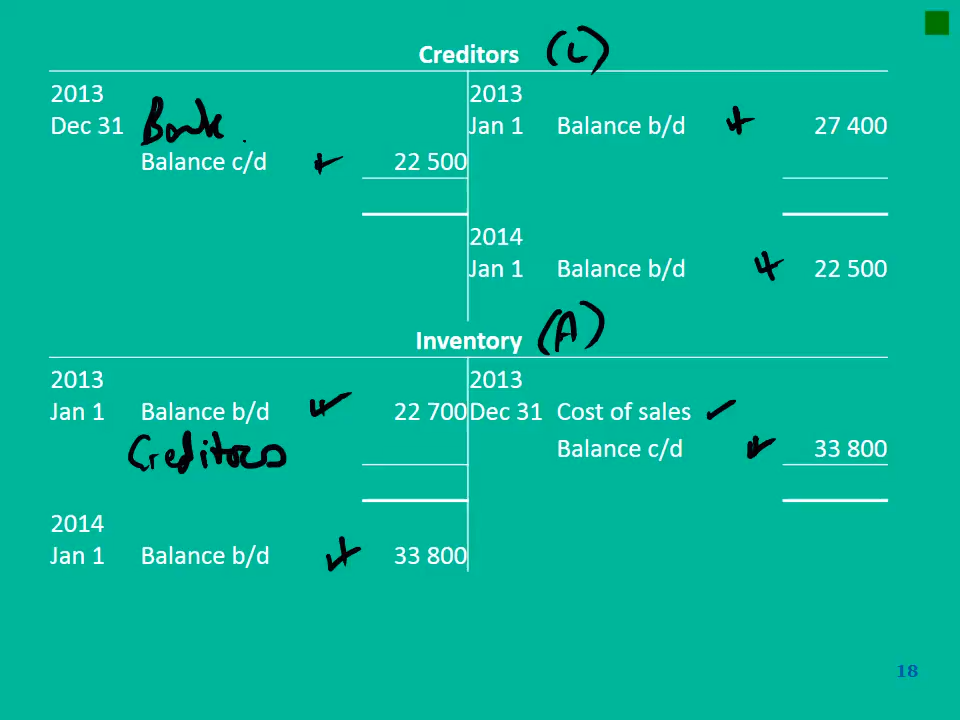 Creditors (L)
2013 2013
Dec 31 Bank Jan 1 Balance b/d 27 400
Balance c/d 22 500
2014
Jan 1 Balance b/d 22 500
Inventory (A)
2013 2013
Jan 1 Balance b/d 22 700 Dec 31 Cost of sales
Creditors Balance c/d 33 800
2014
Jan 1 Balance b/d 33 800
18